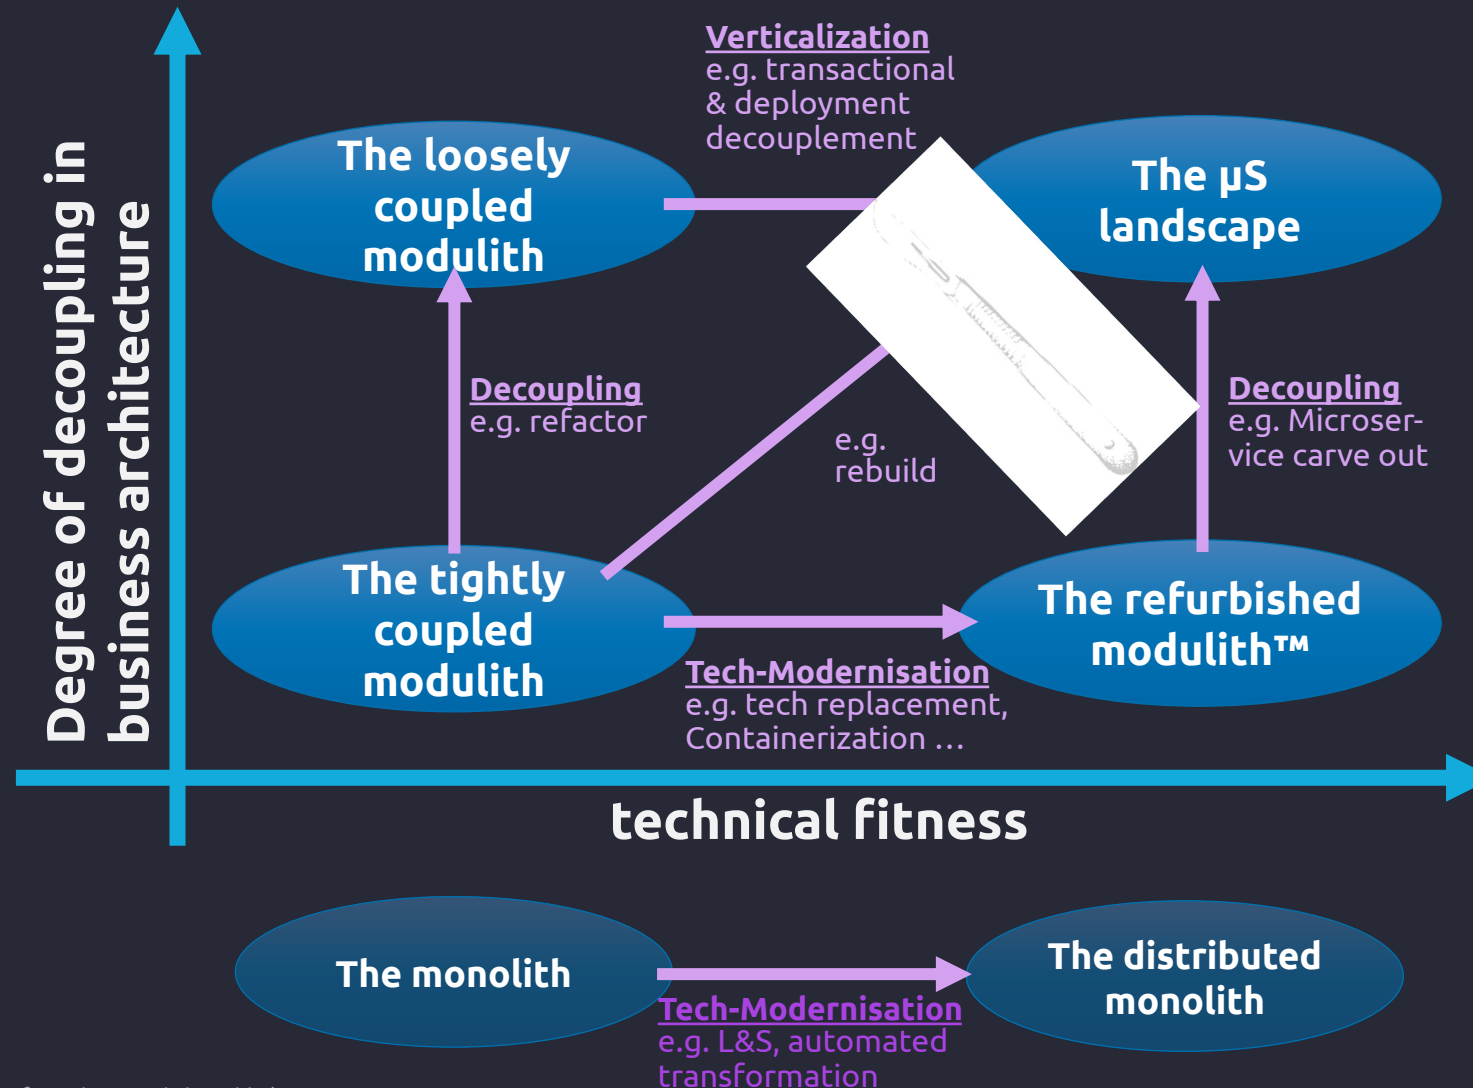 Verticalization
e.g. transactional
& deployment
decouplement
The loosely
coupled
modulith
The µS
landscape
Degree of decoupling in
business architecture
Decoupling
e.g. refactor
e.g.
rebuild
Decoupling
e.g. Microser-
vice carve out
The tightly
coupled
modulith
The refurbished
modulith™
Tech-Modernisation
e.g. tech replacement,
Containerization …
technical fitness
The monolith
The distributed
monolith
Tech-Modernisation
e.g. L&S, automated
transformation